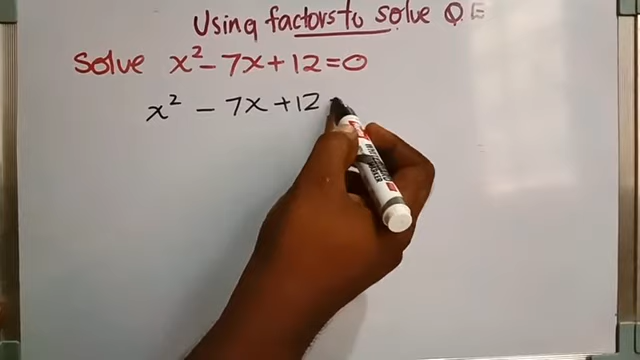 Using factors to solve Q E
Solve x² - 7x + 12 = 0
x² - 7x + 12